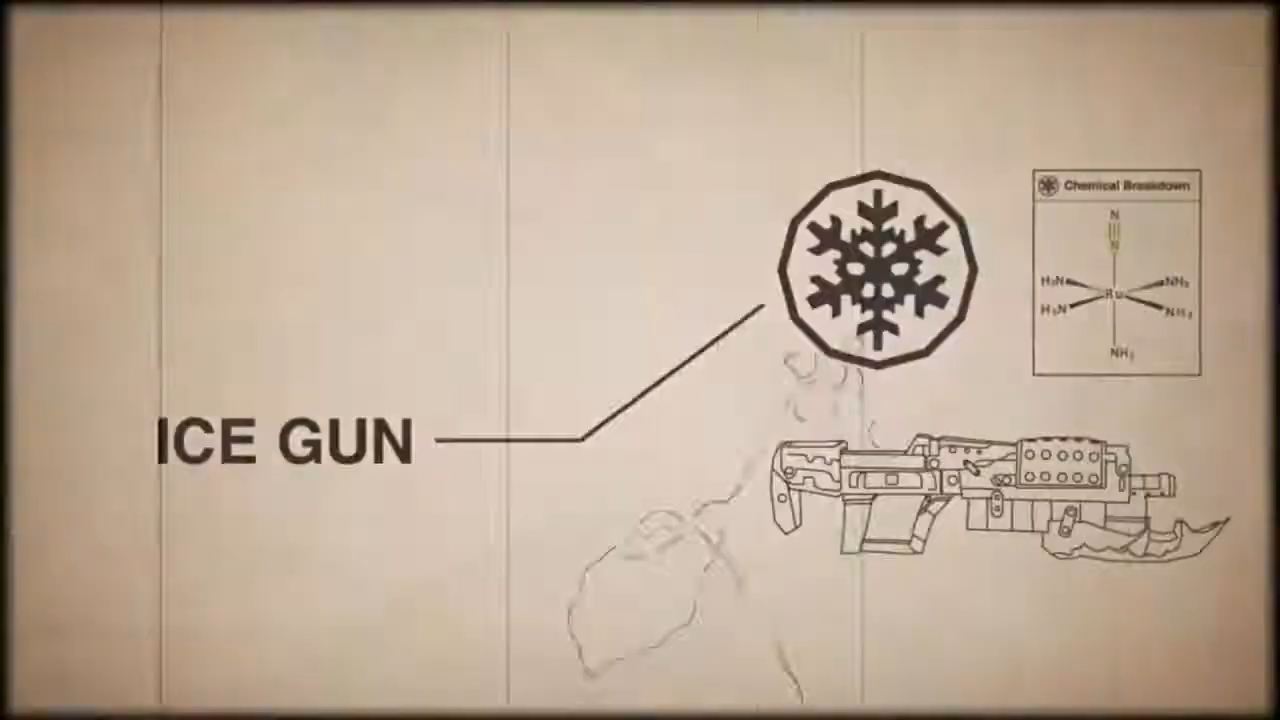 Chemical Breakdown
N
N
H₃N NH₃
Ru
H₃N NH₃
NH₃
ICE GUN